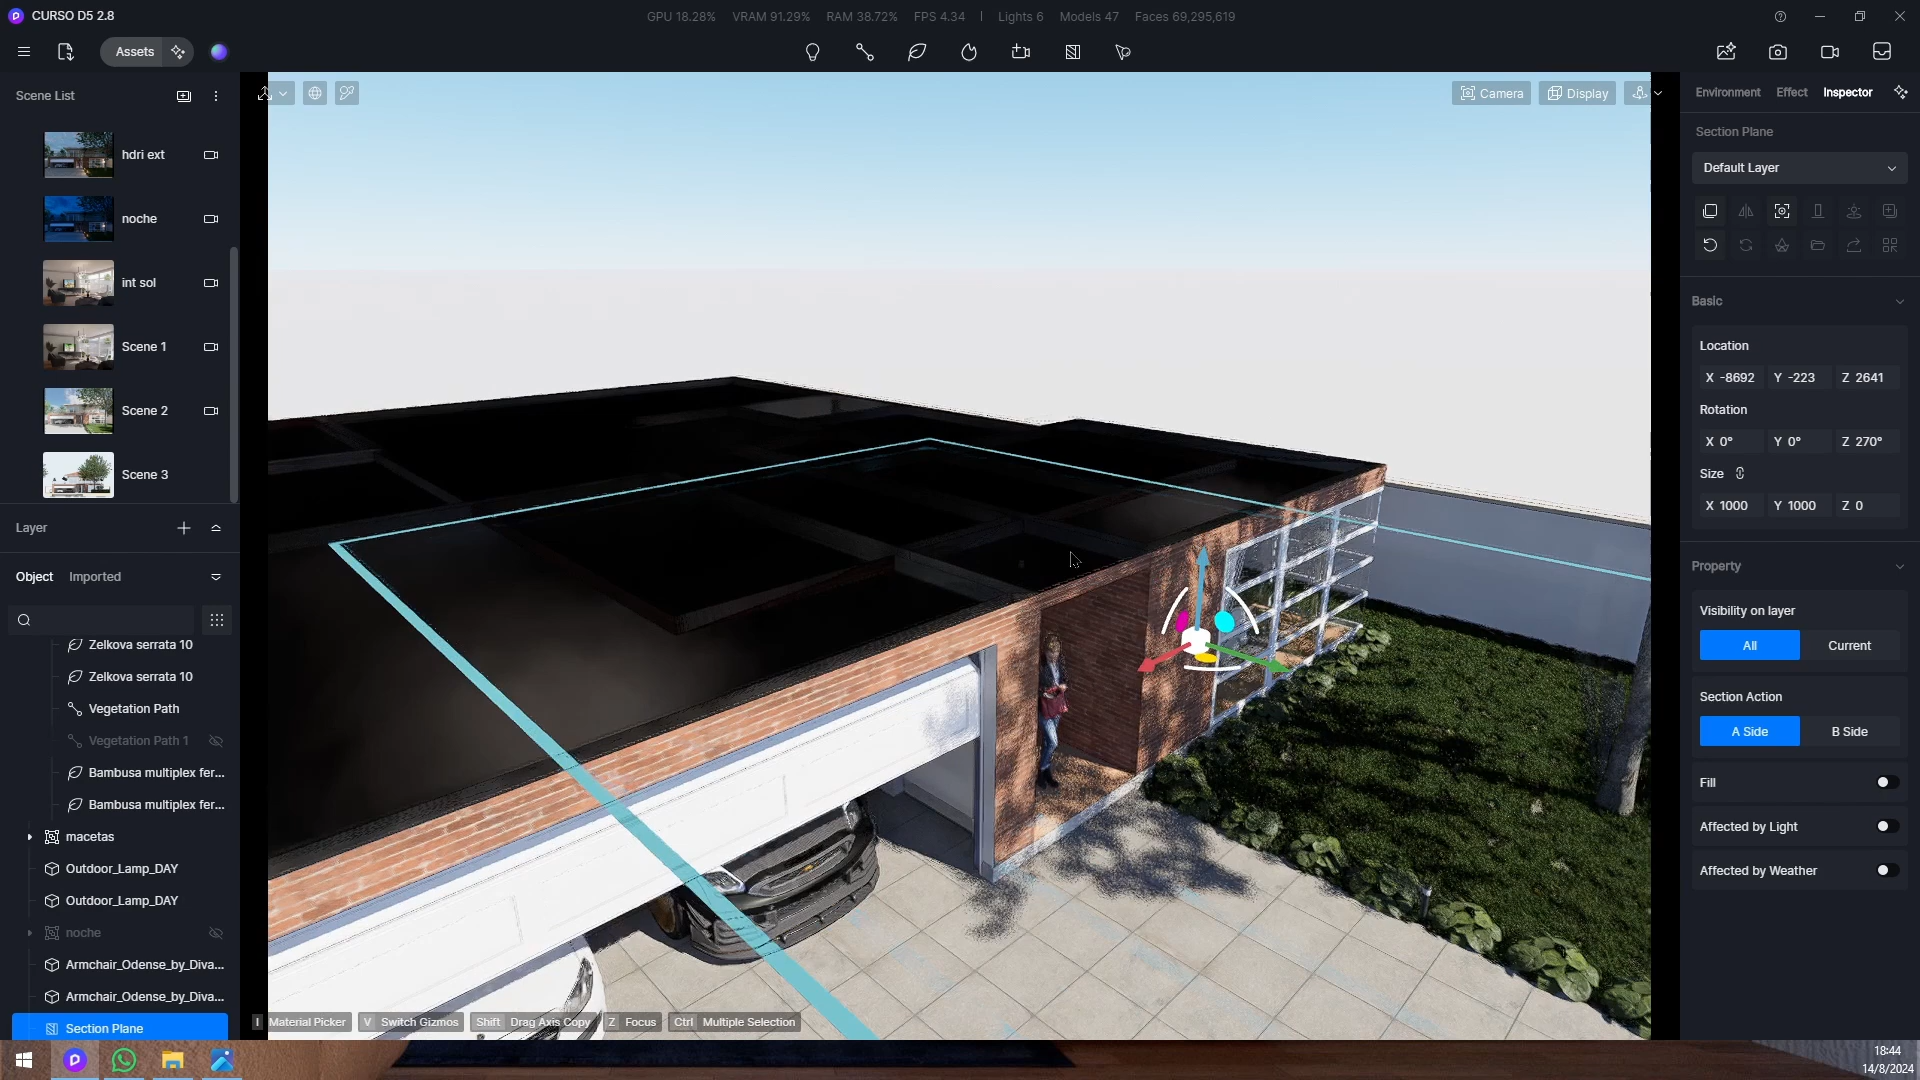 CURSO D5 2.8
GPU 18.28% VRAM 91.29% RAM 38.72% FPS 4.34 | Lights 6 Models 47 Faces 69,295,619
Assets
Scene List
Camera
Display
Environment Effect Inspector
Section Plane
Default Layer
hdri ext
noche
int sol
Scene 1
Scene 2
Scene 3
Layer
Object Imported
Zelkova serrata 10
Zelkova serrata 10
Vegetation Path
Vegetation Path 1
Bambusa multiplex fer...
Bambusa multiplex fer...
macetas
Outdoor_Lamp_DAY
Outdoor_Lamp_DAY
noche
Armchair_Odense_by_Diva...
Armchair_Odense_by_Diva...
Section Plane
Basic
Location
X -8692 Y -223 Z 2641
Rotation
X 0° Y 0° Z 270°
Size
X 1000 Y 1000 Z 0
Property
Visibility on layer
All Current
Section Action
A Side B Side
Fill
Affected by Light
Affected by Weather
I Material Picker V Switch Gizmos Shift Drag Axis Copy Z Focus Ctrl Multiple Selection
18:44
14/8/2024